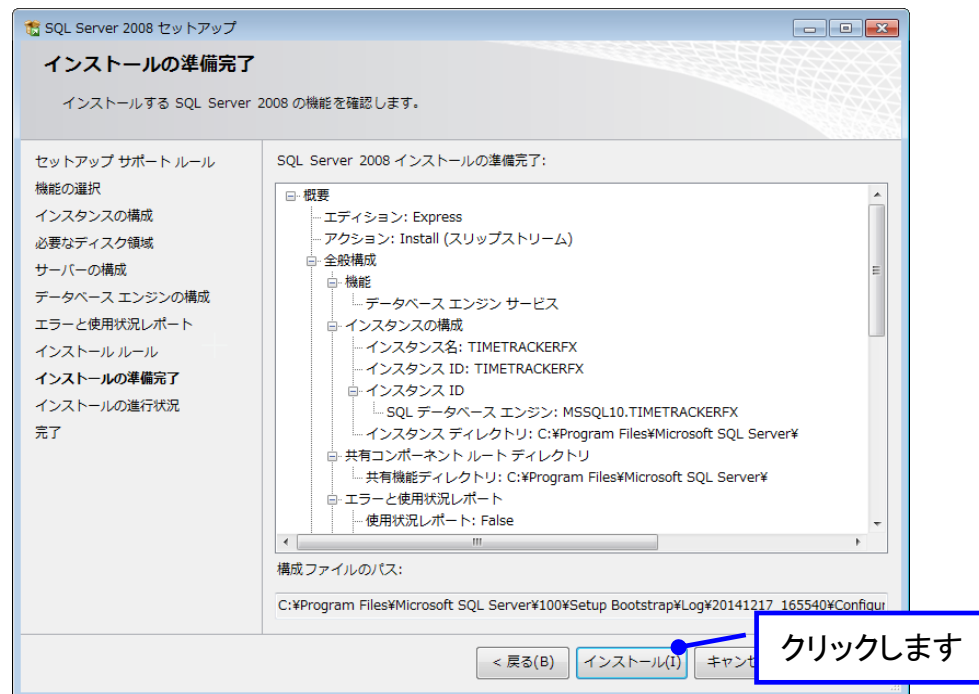 SQL Server 2008 セットアップ
インストールの準備完了
インストールする SQL Server 2008 の機能を確認します。
セットアップ サポート ルール
機能の選択
インスタンスの構成
必要なディスク領域
サーバーの構成
データベース エンジンの構成
エラーと使用状況レポート
インストール ルール
インストールの準備完了
インストールの進行状況
完了
SQL Server 2008 インストールの準備完了:
概要
エディション: Express
アクション: Install (スリップストリーム)
全般構成
機能
データベース エンジン サービス
インスタンスの構成
インスタンス名: TIMETRACKERFX
インスタンス ID: TIMETRACKERFX
インスタンス ID
SQL データベース エンジン: MSSQL10.TIMETRACKERFX
インスタンス ディレクトリ: C:¥Program Files¥Microsoft SQL Server¥
共有コンポーネント ルート ディレクトリ
共有機能ディレクトリ: C:¥Program Files¥Microsoft SQL Server¥
エラーと使用状況レポート
使用状況レポート: False
構成ファイルのパス:
C:¥Program Files¥Microsoft SQL Server¥100¥Setup Bootstrap¥Log¥20141217_165540¥Configur
< 戻る(B)
インストール(I)
キャンセ
クリックします